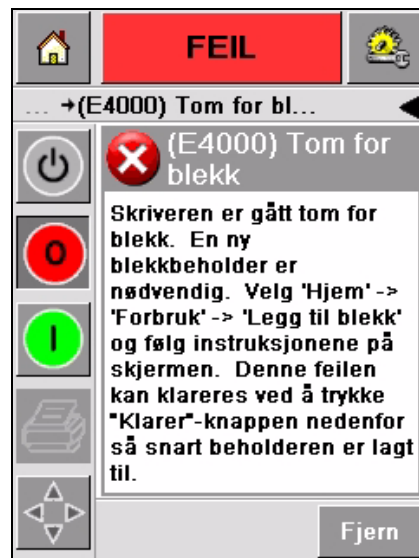 FEIL
... →(E4000) Tom for bl...
(E4000) Tom for
blekk
Skriveren er gått tom for
blekk. En ny
blekkbeholder er
nødvendig. Velg 'Hjem' ->
'Forbruk' -> 'Legg til blekk'
og følg instruksjonene på
skjermen. Denne feilen
kan klareres ved å trykke
"Klarer"-knappen nedenfor
så snart beholderen er lagt
til.
Fjern